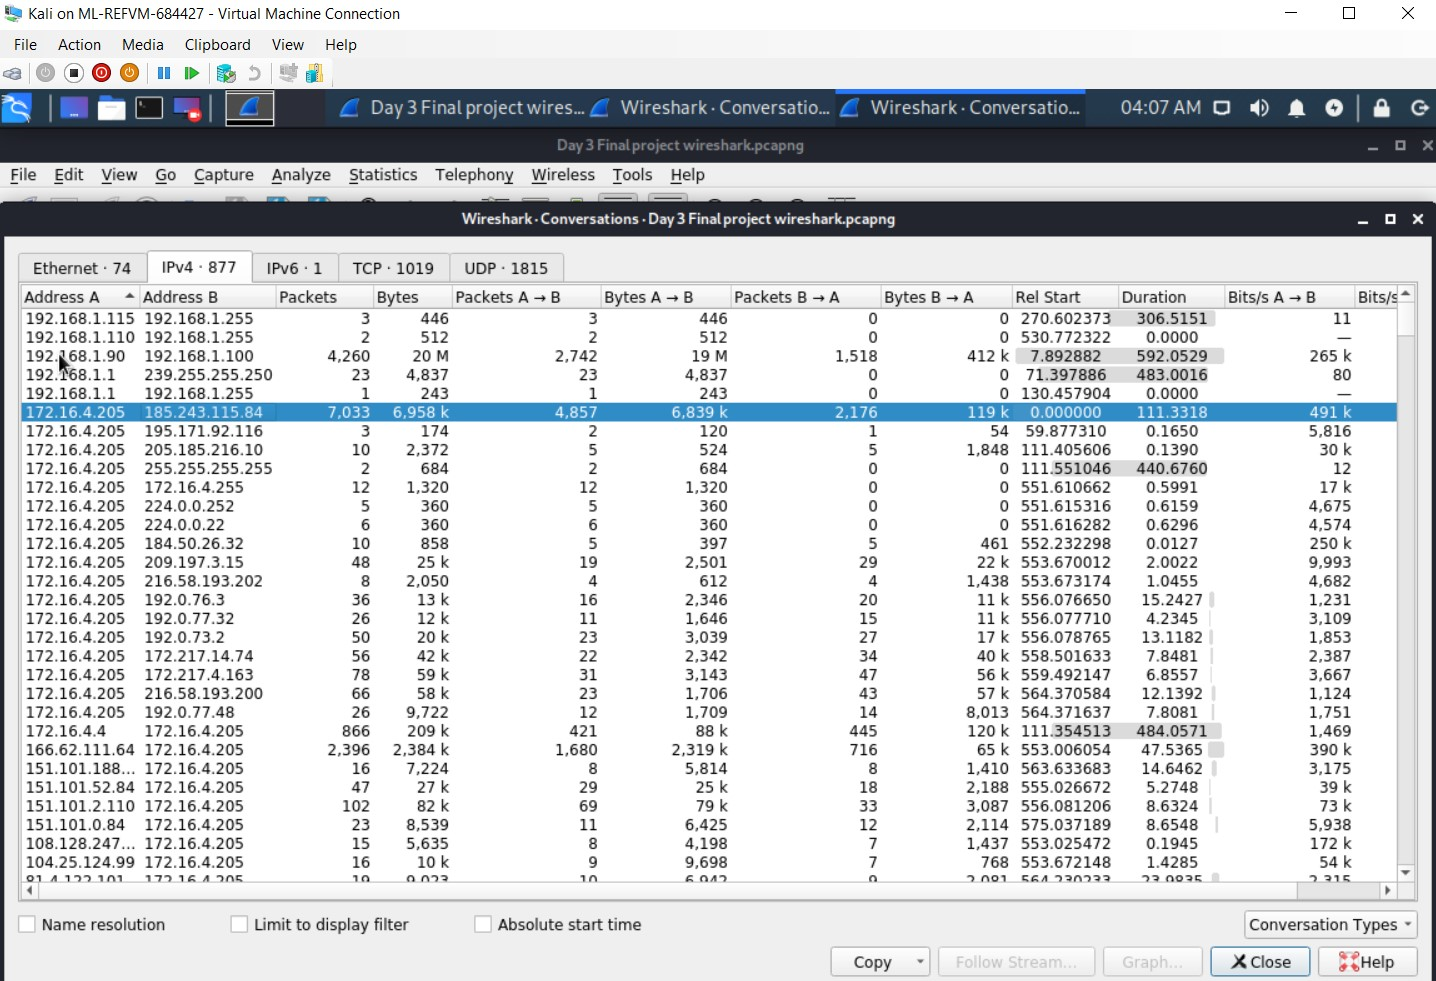 Kali on ML-REFVM-684427 - Virtual Machine Connection
File Action Media Clipboard View Help
Day 3 Final project wires... Wireshark · Conversatio... Wireshark · Conversatio... 04:07 AM
Day 3 Final project wireshark.pcapng
File Edit View Go Capture Analyze Statistics Telephony Wireless Tools Help
Wireshark · Conversations · Day 3 Final project wireshark.pcapng
Ethernet · 74 IPv4 · 877 IPv6 · 1 TCP · 1019 UDP · 1815
Address A Address B Packets Bytes Packets A → B Bytes A → B Packets B → A Bytes B → A Rel Start Duration Bits/s A → B Bits/s
192.168.1.115 192.168.1.255 3 446 3 446 0 0 270.602373 306.5151 11
192.168.1.110 192.168.1.255 2 512 2 512 0 0 530.772322 0.0000 —
192.168.1.90 192.168.1.100 4,260 20 M 2,742 19 M 1,518 412 k 7.892882 592.0529 265 k
192.168.1.1 239.255.255.250 23 4,837 23 4,837 0 0 71.397886 483.0016 80
192.168.1.1 192.168.1.255 1 243 1 243 0 0 130.457904 0.0000 —
172.16.4.205 185.243.115.84 7,033 6,958 k 4,857 6,839 k 2,176 119 k 0.000000 111.3318 491 k
172.16.4.205 195.171.92.116 3 174 2 120 1 54 59.877310 0.1650 5,816
172.16.4.205 205.185.216.10 10 2,372 5 524 5 1,848 111.405606 0.1390 30 k
172.16.4.205 255.255.255.255 2 684 2 684 0 0 111.551046 440.6760 12
172.16.4.205 172.16.4.255 12 1,320 12 1,320 0 0 551.610662 0.5991 17 k
172.16.4.205 224.0.0.252 5 360 5 360 0 0 551.615316 0.6159 4,675
172.16.4.205 224.0.0.22 6 360 6 360 0 0 551.616282 0.6296 4,574
172.16.4.205 184.50.26.32 10 858 5 397 5 461 552.232298 0.0127 250 k
172.16.4.205 209.197.3.15 48 25 k 19 2,501 29 22 k 553.670012 2.0022 9,993
172.16.4.205 216.58.193.202 8 2,050 4 612 4 1,438 553.673174 1.0455 4,682
172.16.4.205 192.0.76.3 36 13 k 16 2,346 20 11 k 556.076650 15.2427 1,231
172.16.4.205 192.0.77.32 26 12 k 11 1,646 15 11 k 556.077710 4.2345 3,109
172.16.4.205 192.0.73.2 50 20 k 23 3,039 27 17 k 556.078765 13.1182 1,853
172.16.4.205 172.217.14.74 56 42 k 22 2,342 34 40 k 558.501633 7.8481 2,387
172.16.4.205 172.217.4.163 78 59 k 31 3,143 47 56 k 559.492147 6.8557 3,667
172.16.4.205 216.58.193.200 66 58 k 23 1,706 43 57 k 564.370584 12.1392 1,124
172.16.4.205 192.0.77.48 26 9,722 12 1,709 14 8,013 564.371637 7.8081 1,751
172.16.4.4 172.16.4.205 866 209 k 421 88 k 445 120 k 111.354513 484.0571 1,469
166.62.111.64 172.16.4.205 2,396 2,384 k 1,680 2,319 k 716 65 k 553.006054 47.5365 390 k
151.101.188... 172.16.4.205 16 7,224 8 5,814 8 1,410 563.633683 14.6462 3,175
151.101.52.84 172.16.4.205 47 27 k 29 25 k 18 2,188 555.026672 5.2748 39 k
151.101.2.110 172.16.4.205 102 82 k 69 79 k 33 3,087 556.081206 8.6324 73 k
151.101.0.84 172.16.4.205 23 8,539 11 6,425 12 2,114 575.037189 8.6548 5,938
108.128.247... 172.16.4.205 15 5,635 8 4,198 7 1,437 553.025472 0.1945 172 k
104.25.124.99 172.16.4.205 16 10 k 9 9,698 7 768 553.672148 1.4285 54 k
81.4.122.101 172.16.4.205 19 9,023 10 6,942 9 2,081 564.230233 23.9835 2,315
Name resolution Limit to display filter Absolute start time Conversation Types
Copy Follow Stream... Graph... Close Help